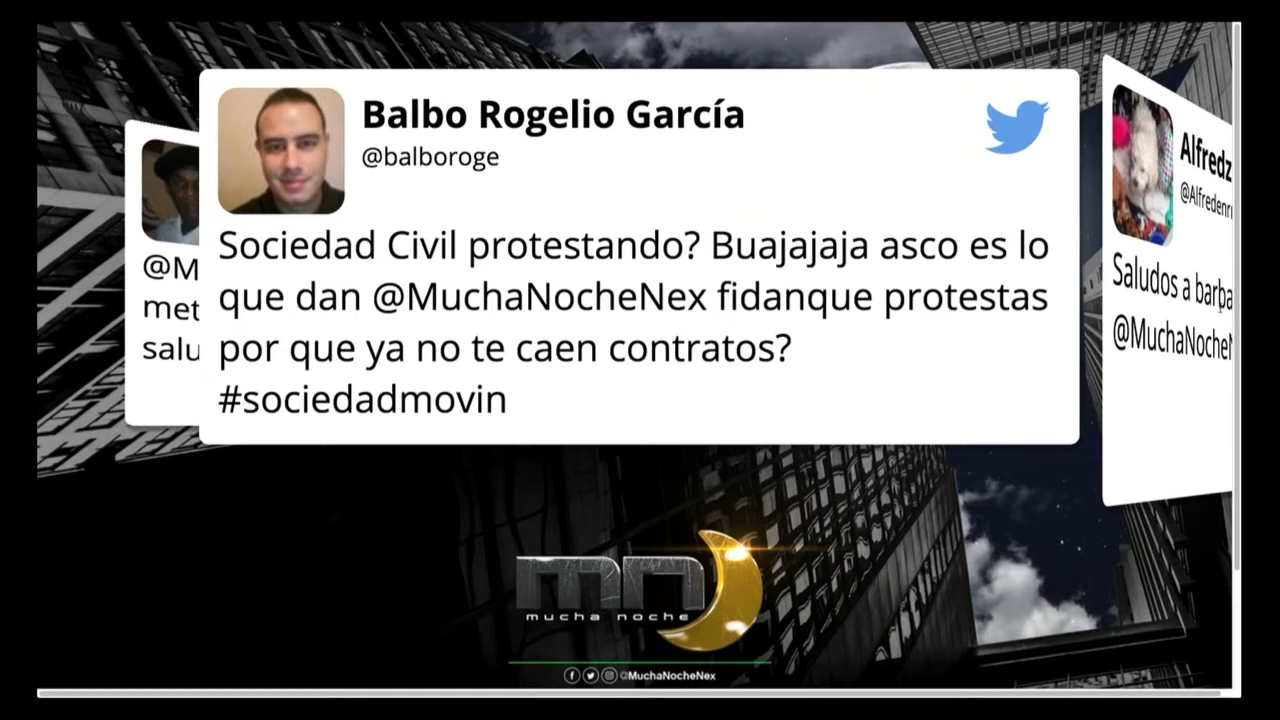 Balbo Rogelio García
@balboroge
Sociedad Civil protestando? Buajajaja asco es lo
que dan @MuchaNocheNex fidanque protestas
por que ya no te caen contratos?
#sociedadmovin
@M
met
salu
Alfredz
@Alfredenr
Saludos a barba
@MuchaNocheN
mn
mucha noche
@MuchaNocheNex